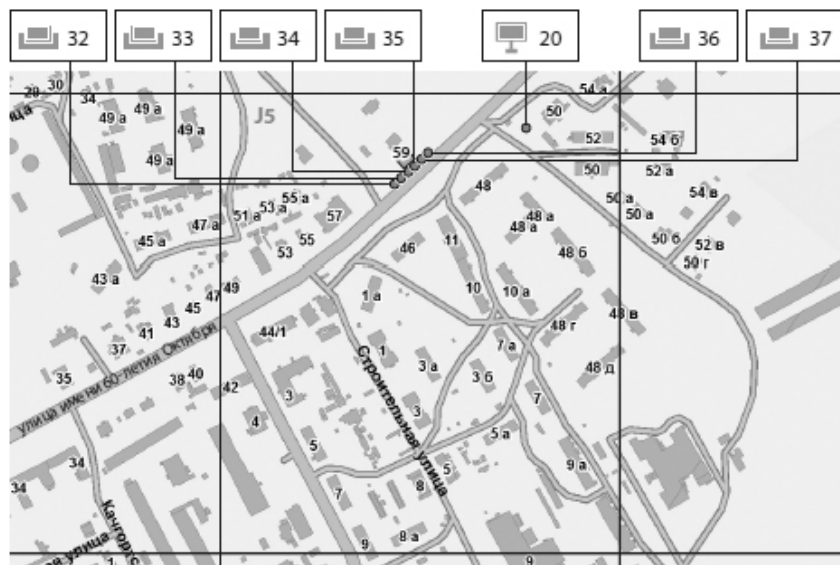 32
33
34
35
20
36
37
28
30
34
49 а
49 а
49 а
49 а
J5
59
54 а
50
52
54 б
50
52 а
48
50 а
50 а
54 в
50 б
52 в
50 г
55 а
53 а
51 а
57
47 а
45 а
55
53
48 а
48 а
46
11
48 б
43 а
49
47
45
43
41
37
35
1 а
10
10 а
48 г
48 в
44/1
7 а
1
улица имени 60-летия Октября
38
40
42
3
3 а
3 б
48 д
7
4
3
Строительная улица
5
5 а
5
9 а
34
34
7
8
9
8 а
9
7
улица